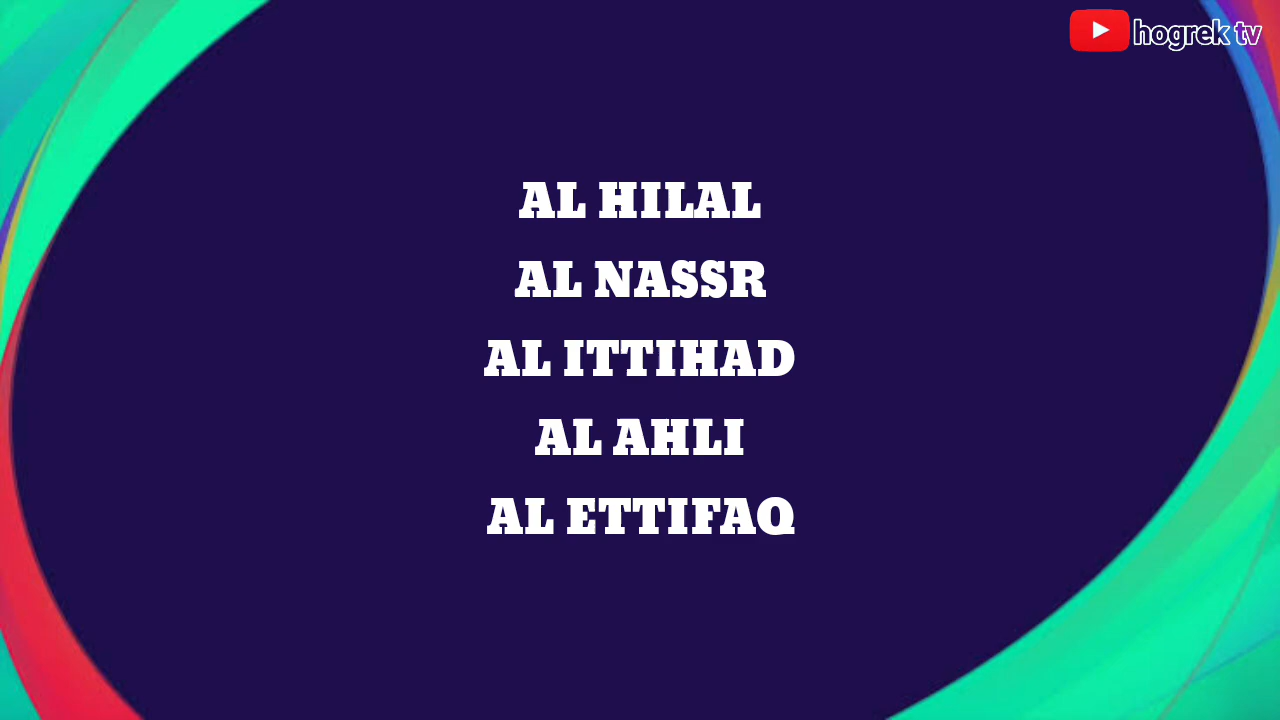 hogrek tv
AL HILAL
AL NASSR
AL ITTIHAD
AL AHLI
AL ETTIFAQ